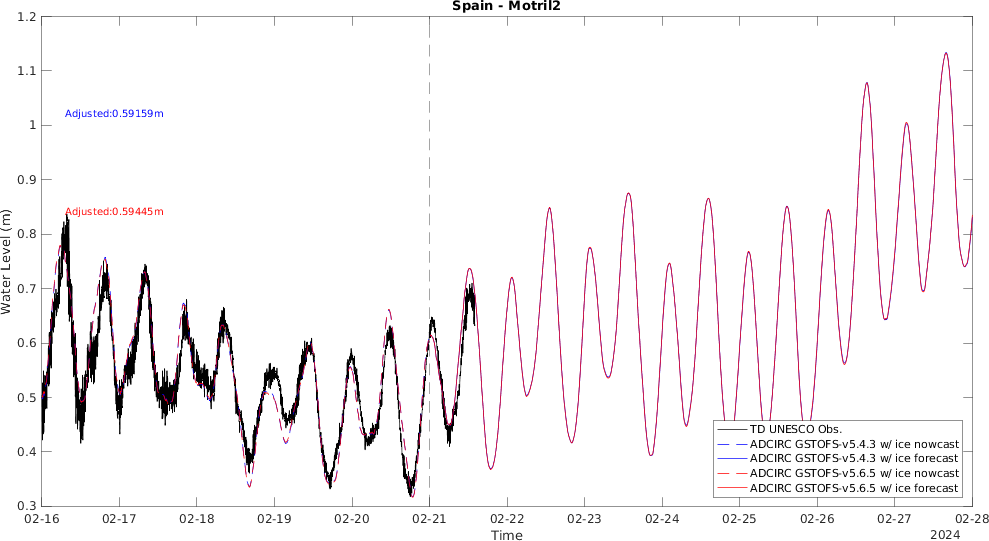 Spain - Motril2
1.2
1.1
1
0.9
0.8
0.7
0.6
0.5
0.4
0.3
Water Level (m)
Adjusted:0.59159m
Adjusted:0.59445m
TD UNESCO Obs.
ADCIRC GSTOFS-v5.4.3 w/ ice nowcast
ADCIRC GSTOFS-v5.4.3 w/ ice forecast
ADCIRC GSTOFS-v5.6.5 w/ ice nowcast
ADCIRC GSTOFS-v5.6.5 w/ ice forecast
02-16 02-17 02-18 02-19 02-20 02-21 02-22 02-23 02-24 02-25 02-26 02-27 02-28
Time
2024